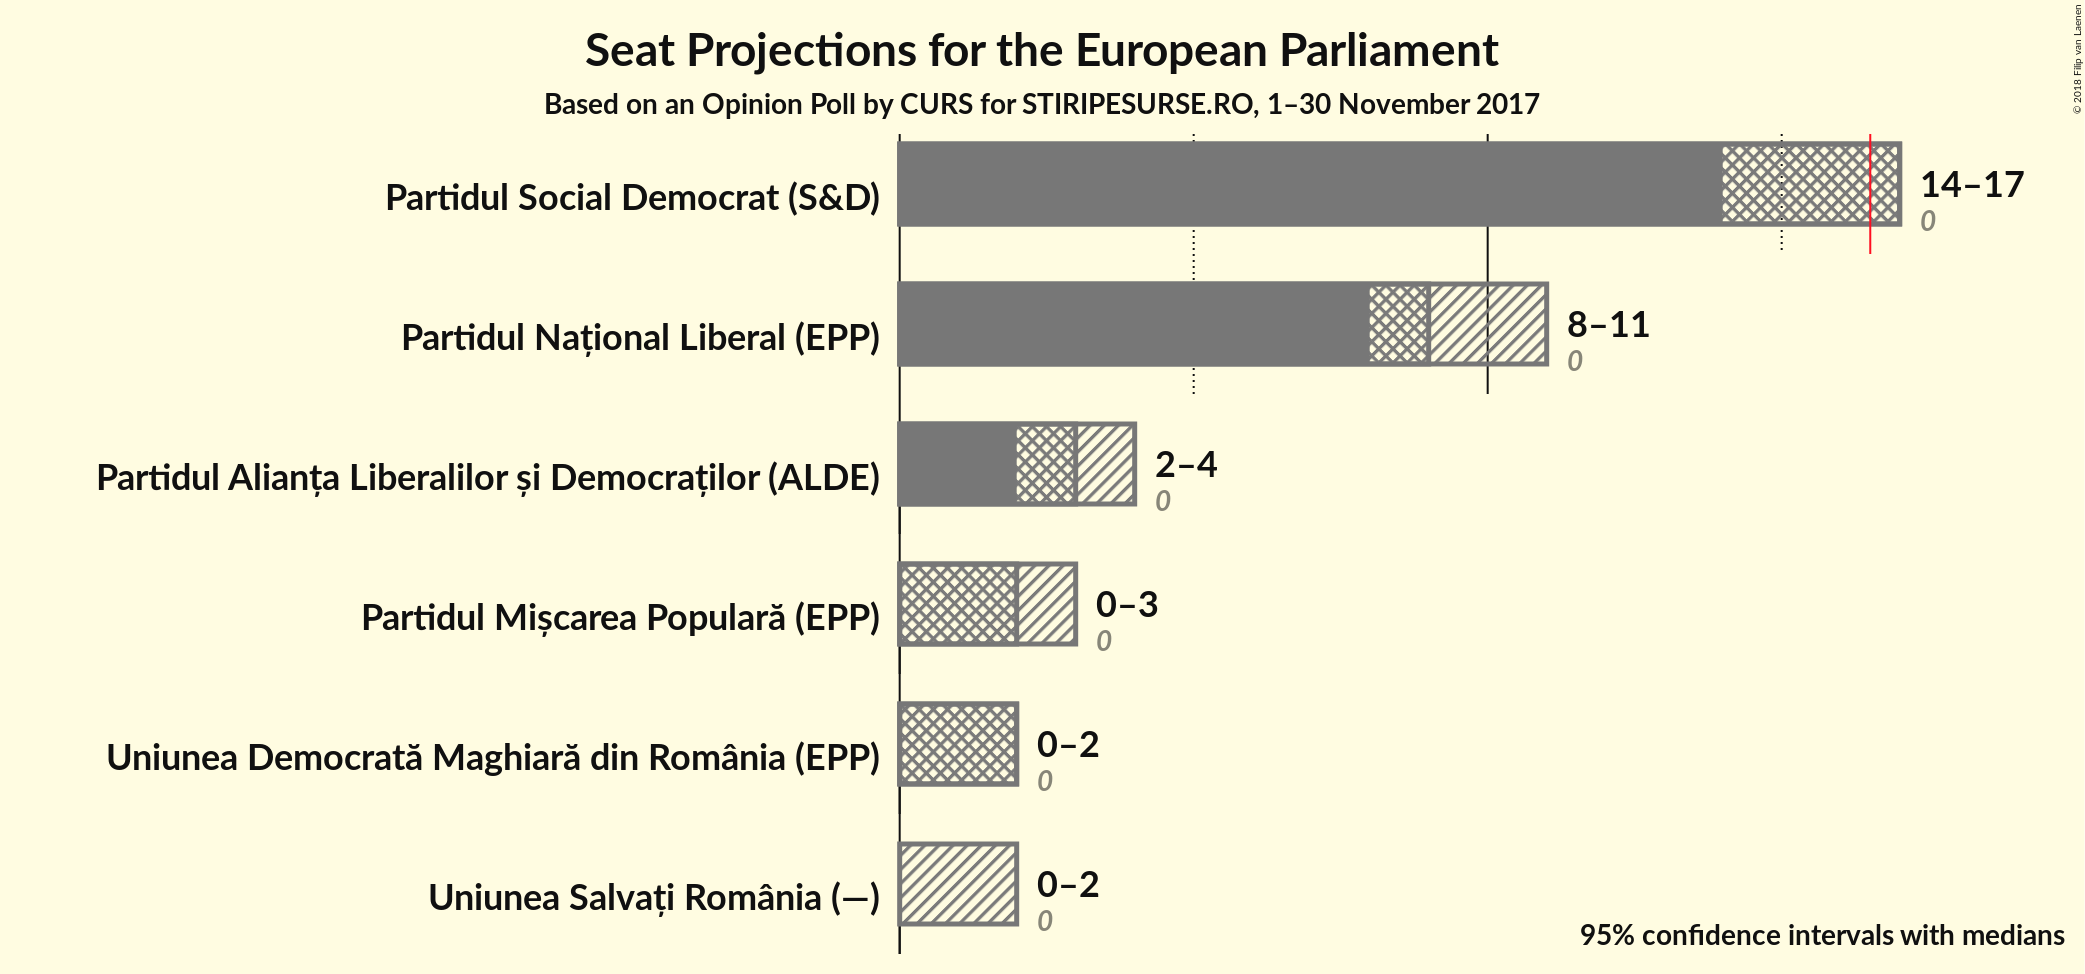 Seat Projections for the European Parliament
Based on an Opinion Poll by CURS for STIRIPESURSE.RO, 1–30 November 2017
© 2018 Filip van Laenen
Partidul Social Democrat (S&D)
14–17
0
Partidul Național Liberal (EPP)
8–11
0
Partidul Alianța Liberalilor și Democraților (ALDE)
2–4
0
Partidul Mișcarea Populară (EPP)
0–3
0
Uniunea Democrată Maghiară din România (EPP)
0–2
0
Uniunea Salvați România (—)
0–2
0
95% confidence intervals with medians